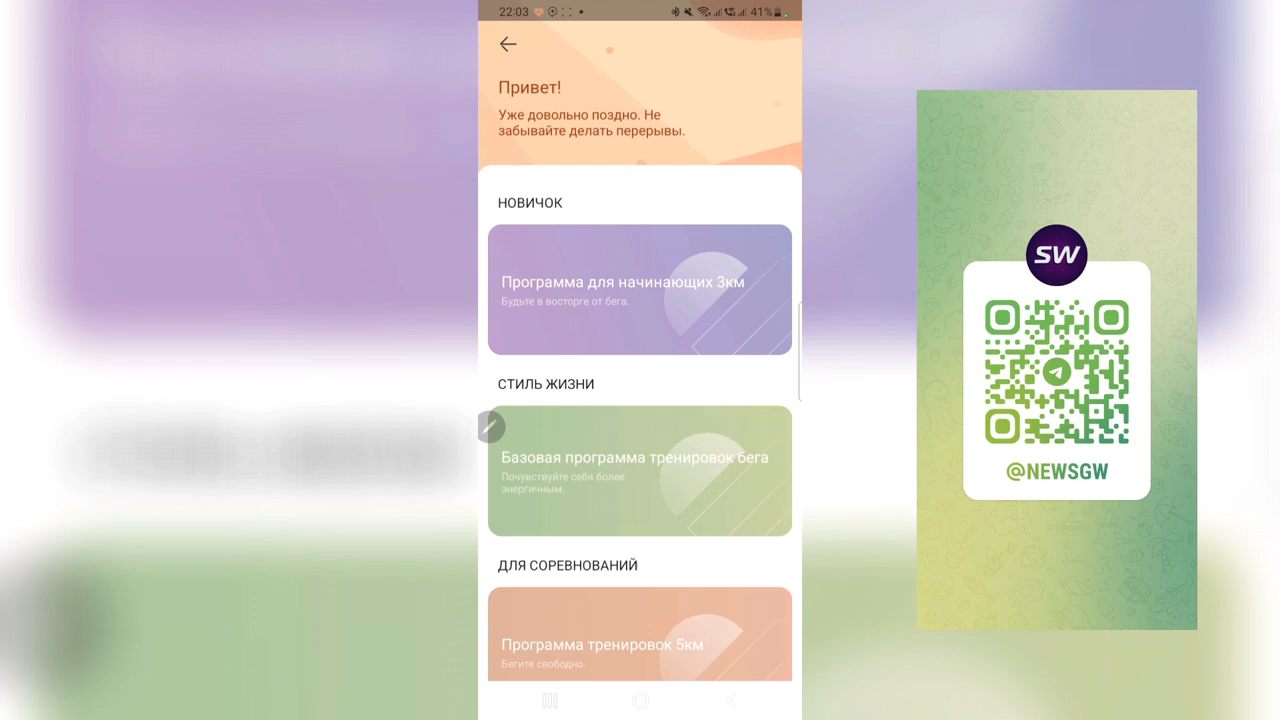 22:03
41%
Привет!
Уже довольно поздно. Не
забывайте делать перерывы.
НОВИЧОК
Программа для начинающих 3км
Будьте в восторге от бега.
СТИЛЬ ЖИЗНИ
Базовая программа тренировок бега
Почувствуйте себя более
энергичным.
ДЛЯ СОРЕВНОВАНИЙ
Программа тренировок 5км
Бегите свободно.
SW
@NEWSGW